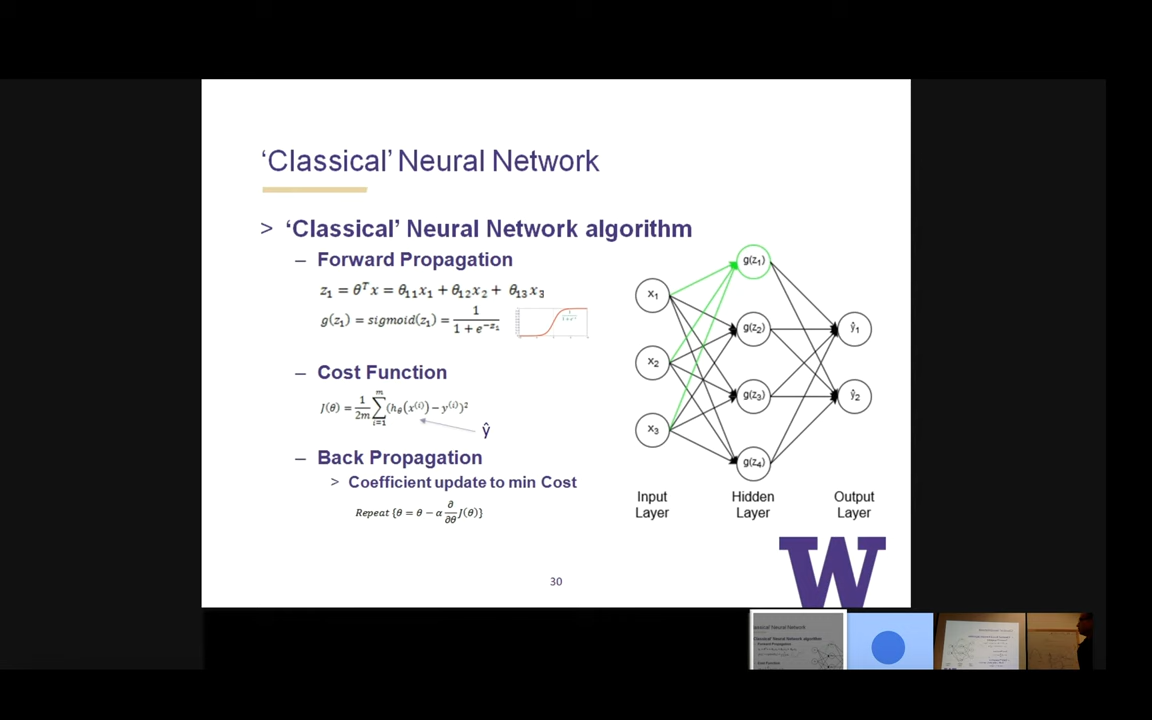 ‘Classical’ Neural Network
> ‘Classical’ Neural Network algorithm
– Forward Propagation
z₁ = θᵀx = θ₁₁x₁ + θ₁₂x₂ + θ₁₃x₃
g(z₁) = sigmoid(z₁) = 1 / (1 + e^(−z₁))
– Cost Function
J(θ) = 1/2m ∑_{i=1}^{m} (h_θ(x⁽ⁱ⁾) − y⁽ⁱ⁾)²
ŷ
– Back Propagation
> Coefficient update to min Cost
Repeat {θ = θ − α ∂/∂θ J(θ)}
x₁
x₂
x₃
g(z₁)
g(z₂)
g(z₃)
g(z₄)
ŷ₁
ŷ₂
Input Layer
Hidden Layer
Output Layer
W
30